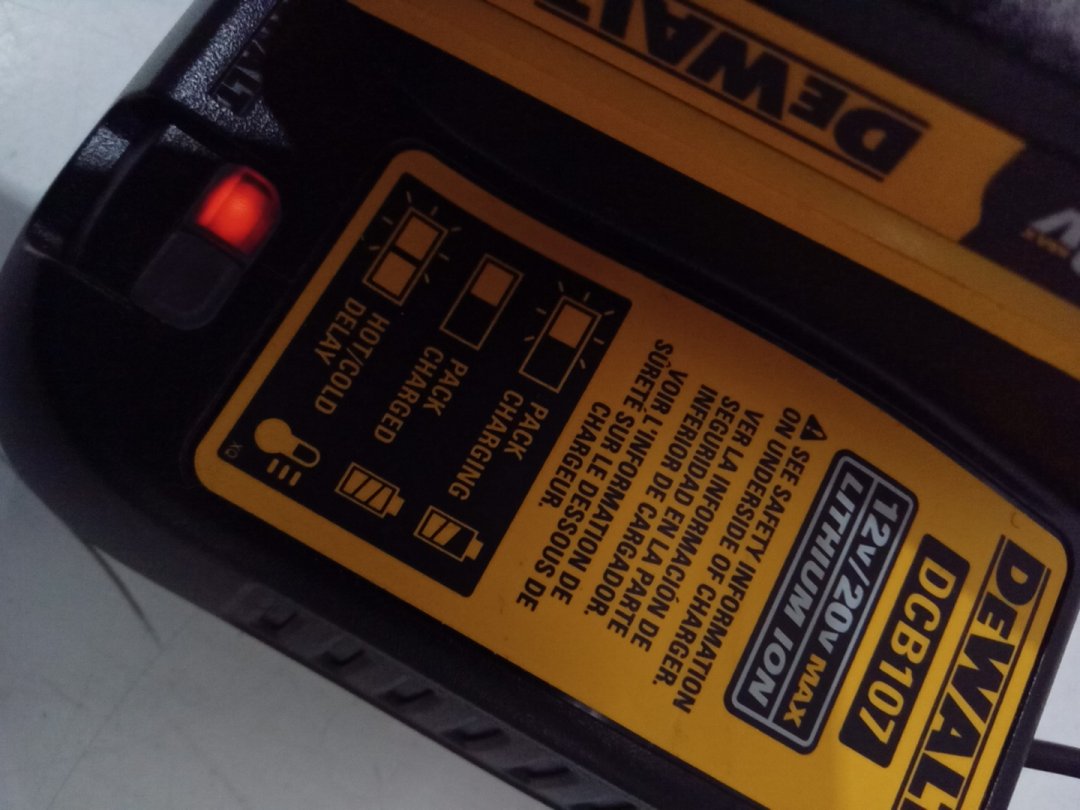 DEWALT
DEWALT
DCB107
12V/20V MAX
LITHIUM ION
⚠ SEE SAFETY INFORMATION
ON UNDERSIDE OF CHARGER.
VER LA INFORMACIÓN DE
SEGURIDAD EN LA PARTE
INFERIOR DE CARGADOR.
VOIR L'INFORMATION DE
SÛRETÉ SUR LE DESSOUS DE
CHARGEUR.
PACK
CHARGING
PACK
CHARGED
HOT/COLD
DELAY
XQ